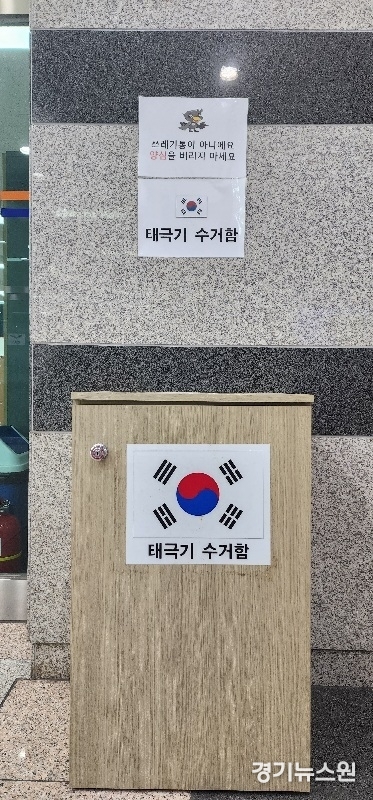 쓰레기통이 아니에요
양심을 버리지 마세요
태극기 수거함
태극기 수거함
경기뉴스원